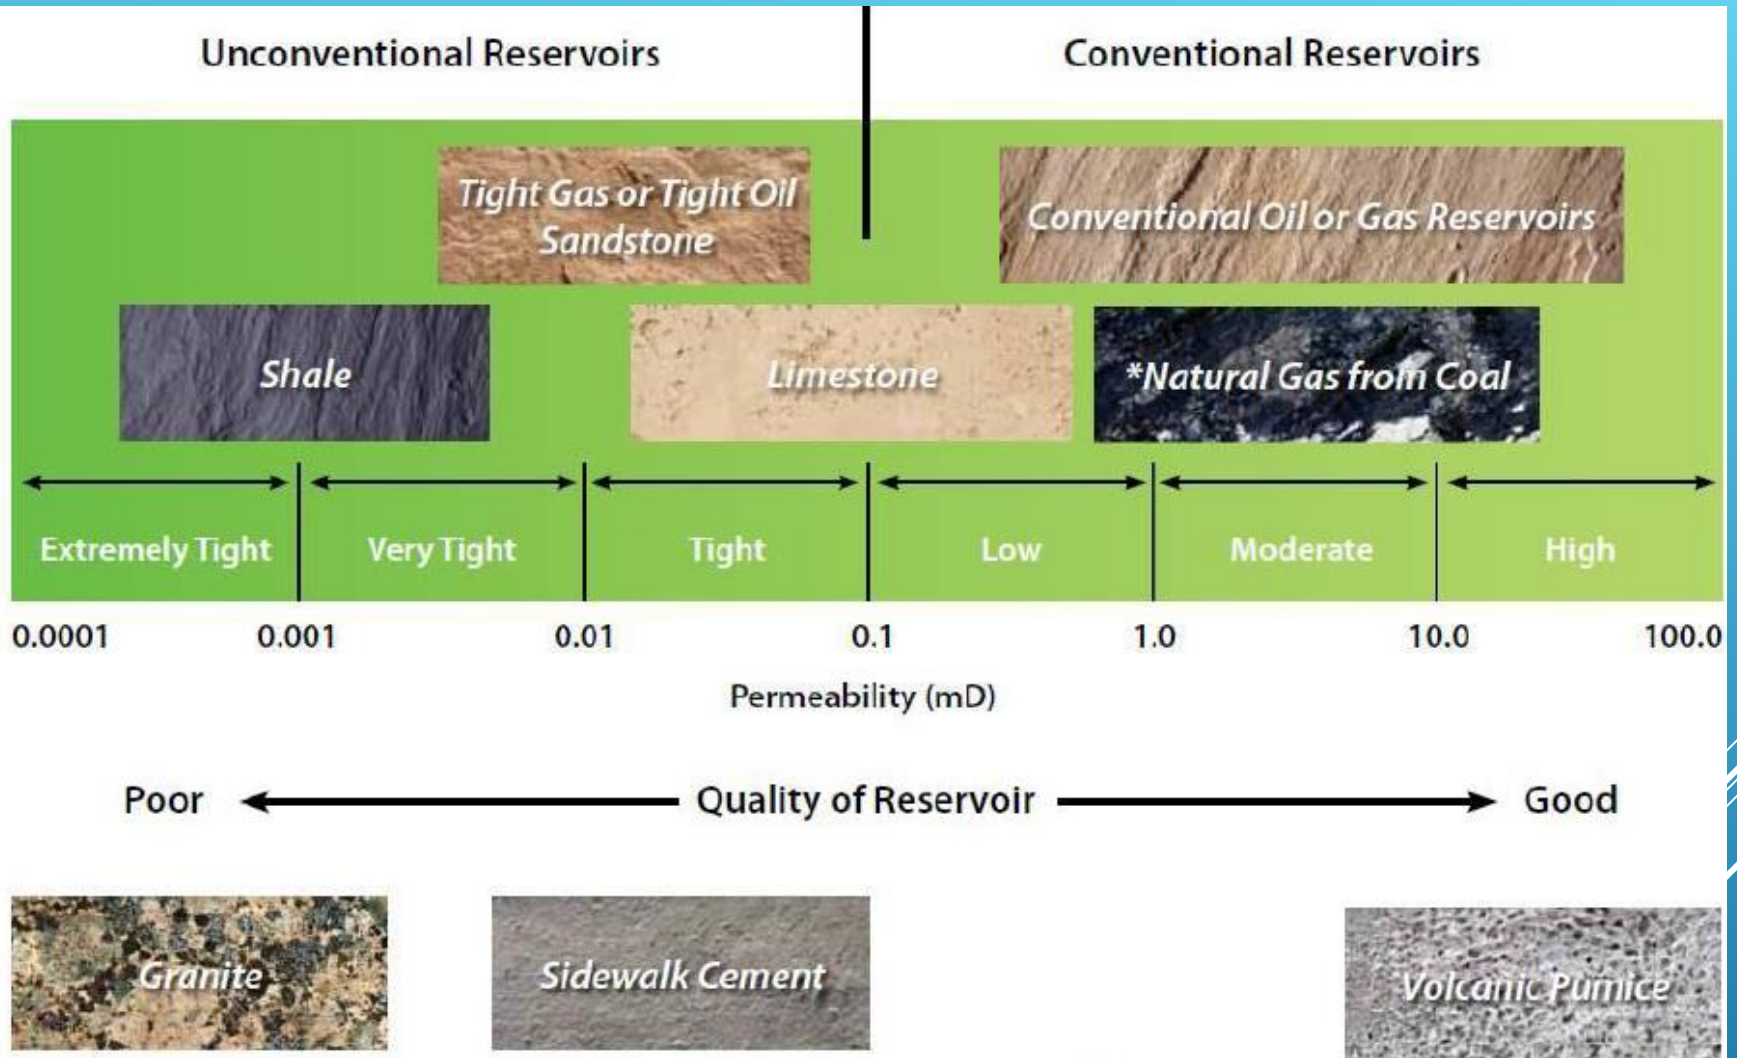 Unconventional Reservoirs
Conventional Reservoirs
Tight Gas or Tight Oil
Sandstone
Conventional Oil or Gas Reservoirs
Shale
Limestone
*Natural Gas from Coal
Extremely Tight
Very Tight
Tight
Low
Moderate
High
0.0001
0.001
0.01
0.1
1.0
10.0
100.0
Permeability (mD)
Poor
Quality of Reservoir
Good
Granite
Sidewalk Cement
Volcanic Pumice